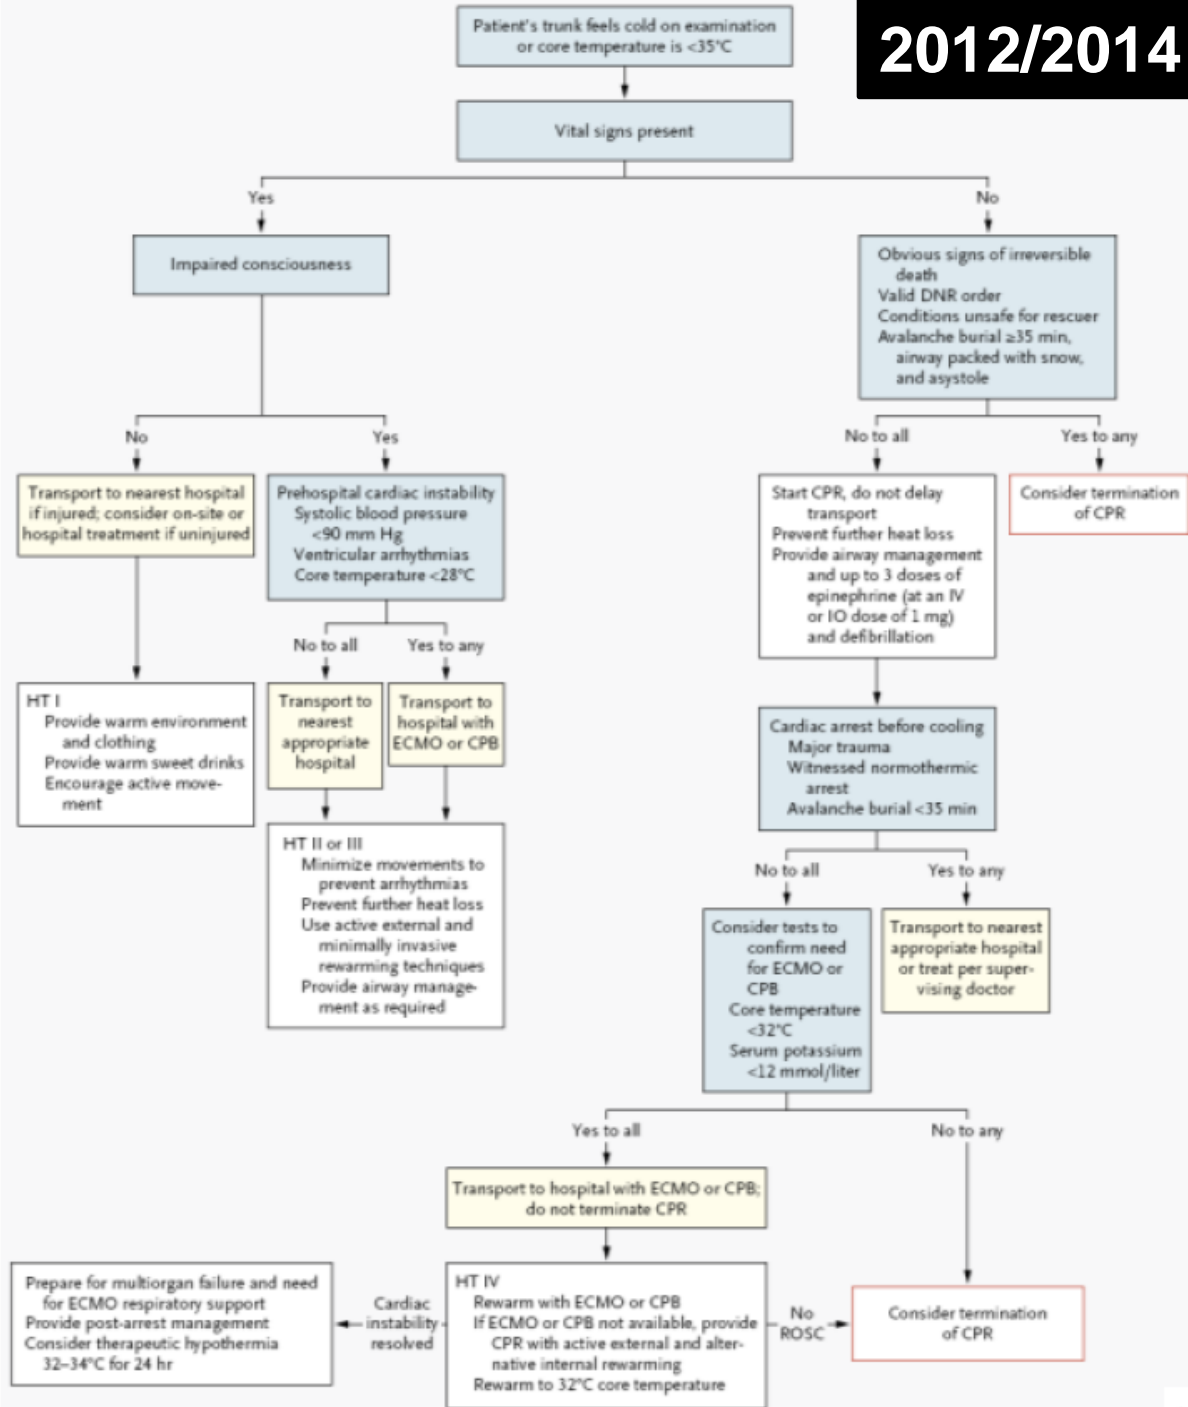 Patient's trunk feels cold on examination
or core temperature is <35°C
2012/2014
Vital signs present
Yes
No
Impaired consciousness
Obvious signs of irreversible
death
Valid DNR order
Conditions unsafe for rescuer
Avalanche burial ≥35 min,
airway packed with snow,
and asystole
No
Yes
No to all
Yes to any
Transport to nearest hospital
if injured; consider on-site or
hospital treatment if uninjured
Prehospital cardiac instability
Systolic blood pressure
<90 mm Hg
Ventricular arrhythmias
Core temperature <28°C
Start CPR, do not delay
transport
Prevent further heat loss
Provide airway management
and up to 3 doses of
epinephrine (at an IV
or IO dose of 1 mg)
and defibrillation
Consider termination
of CPR
No to all
Yes to any
HT I
Provide warm environment
and clothing
Provide warm sweet drinks
Encourage active move-
ment
Transport to
nearest
appropriate
hospital
Transport to
hospital with
ECMO or CPB
Cardiac arrest before cooling
Major trauma
Witnessed normothermic
arrest
Avalanche burial <35 min
HT II or III
Minimize movements to
prevent arrhythmias
Prevent further heat loss
Use active external and
minimally invasive
rewarming techniques
Provide airway manage-
ment as required
No to all
Yes to any
Consider tests to
confirm need
for ECMO or
CPB
Core temperature
<32°C
Serum potassium
<12 mmol/liter
Transport to nearest
appropriate hospital
or treat per super-
vising doctor
Yes to all
No to any
Transport to hospital with ECMO or CPB;
do not terminate CPR
Prepare for multiorgan failure and need
for ECMO respiratory support
Provide post-arrest management
Consider therapeutic hypothermia
32–34°C for 24 hr
Cardiac
instability
resolved
HT IV
Rewarm with ECMO or CPB
If ECMO or CPB not available, provide
CPR with active external and alter-
native internal rewarming
Rewarm to 32°C core temperature
No
ROSC
Consider termination
of CPR